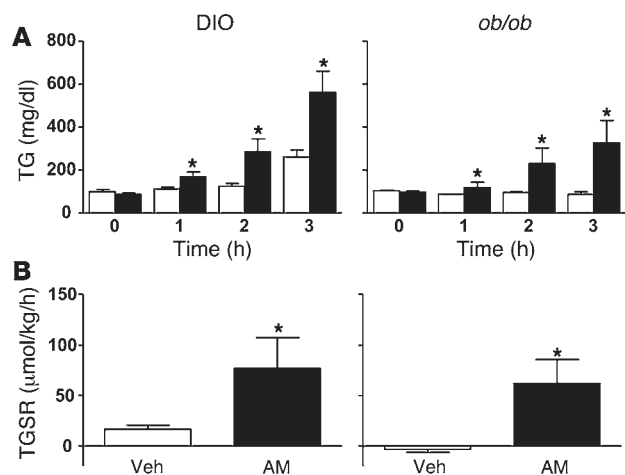 DIO ob/ob
A
TG (mg/dl)
800
600
400
200
0
* * *
* * *
0 1 2 3 0 1 2 3
Time (h) Time (h)
B
TGSR (μmol/kg/h)
150
100
50
0
* *
Veh AM Veh AM